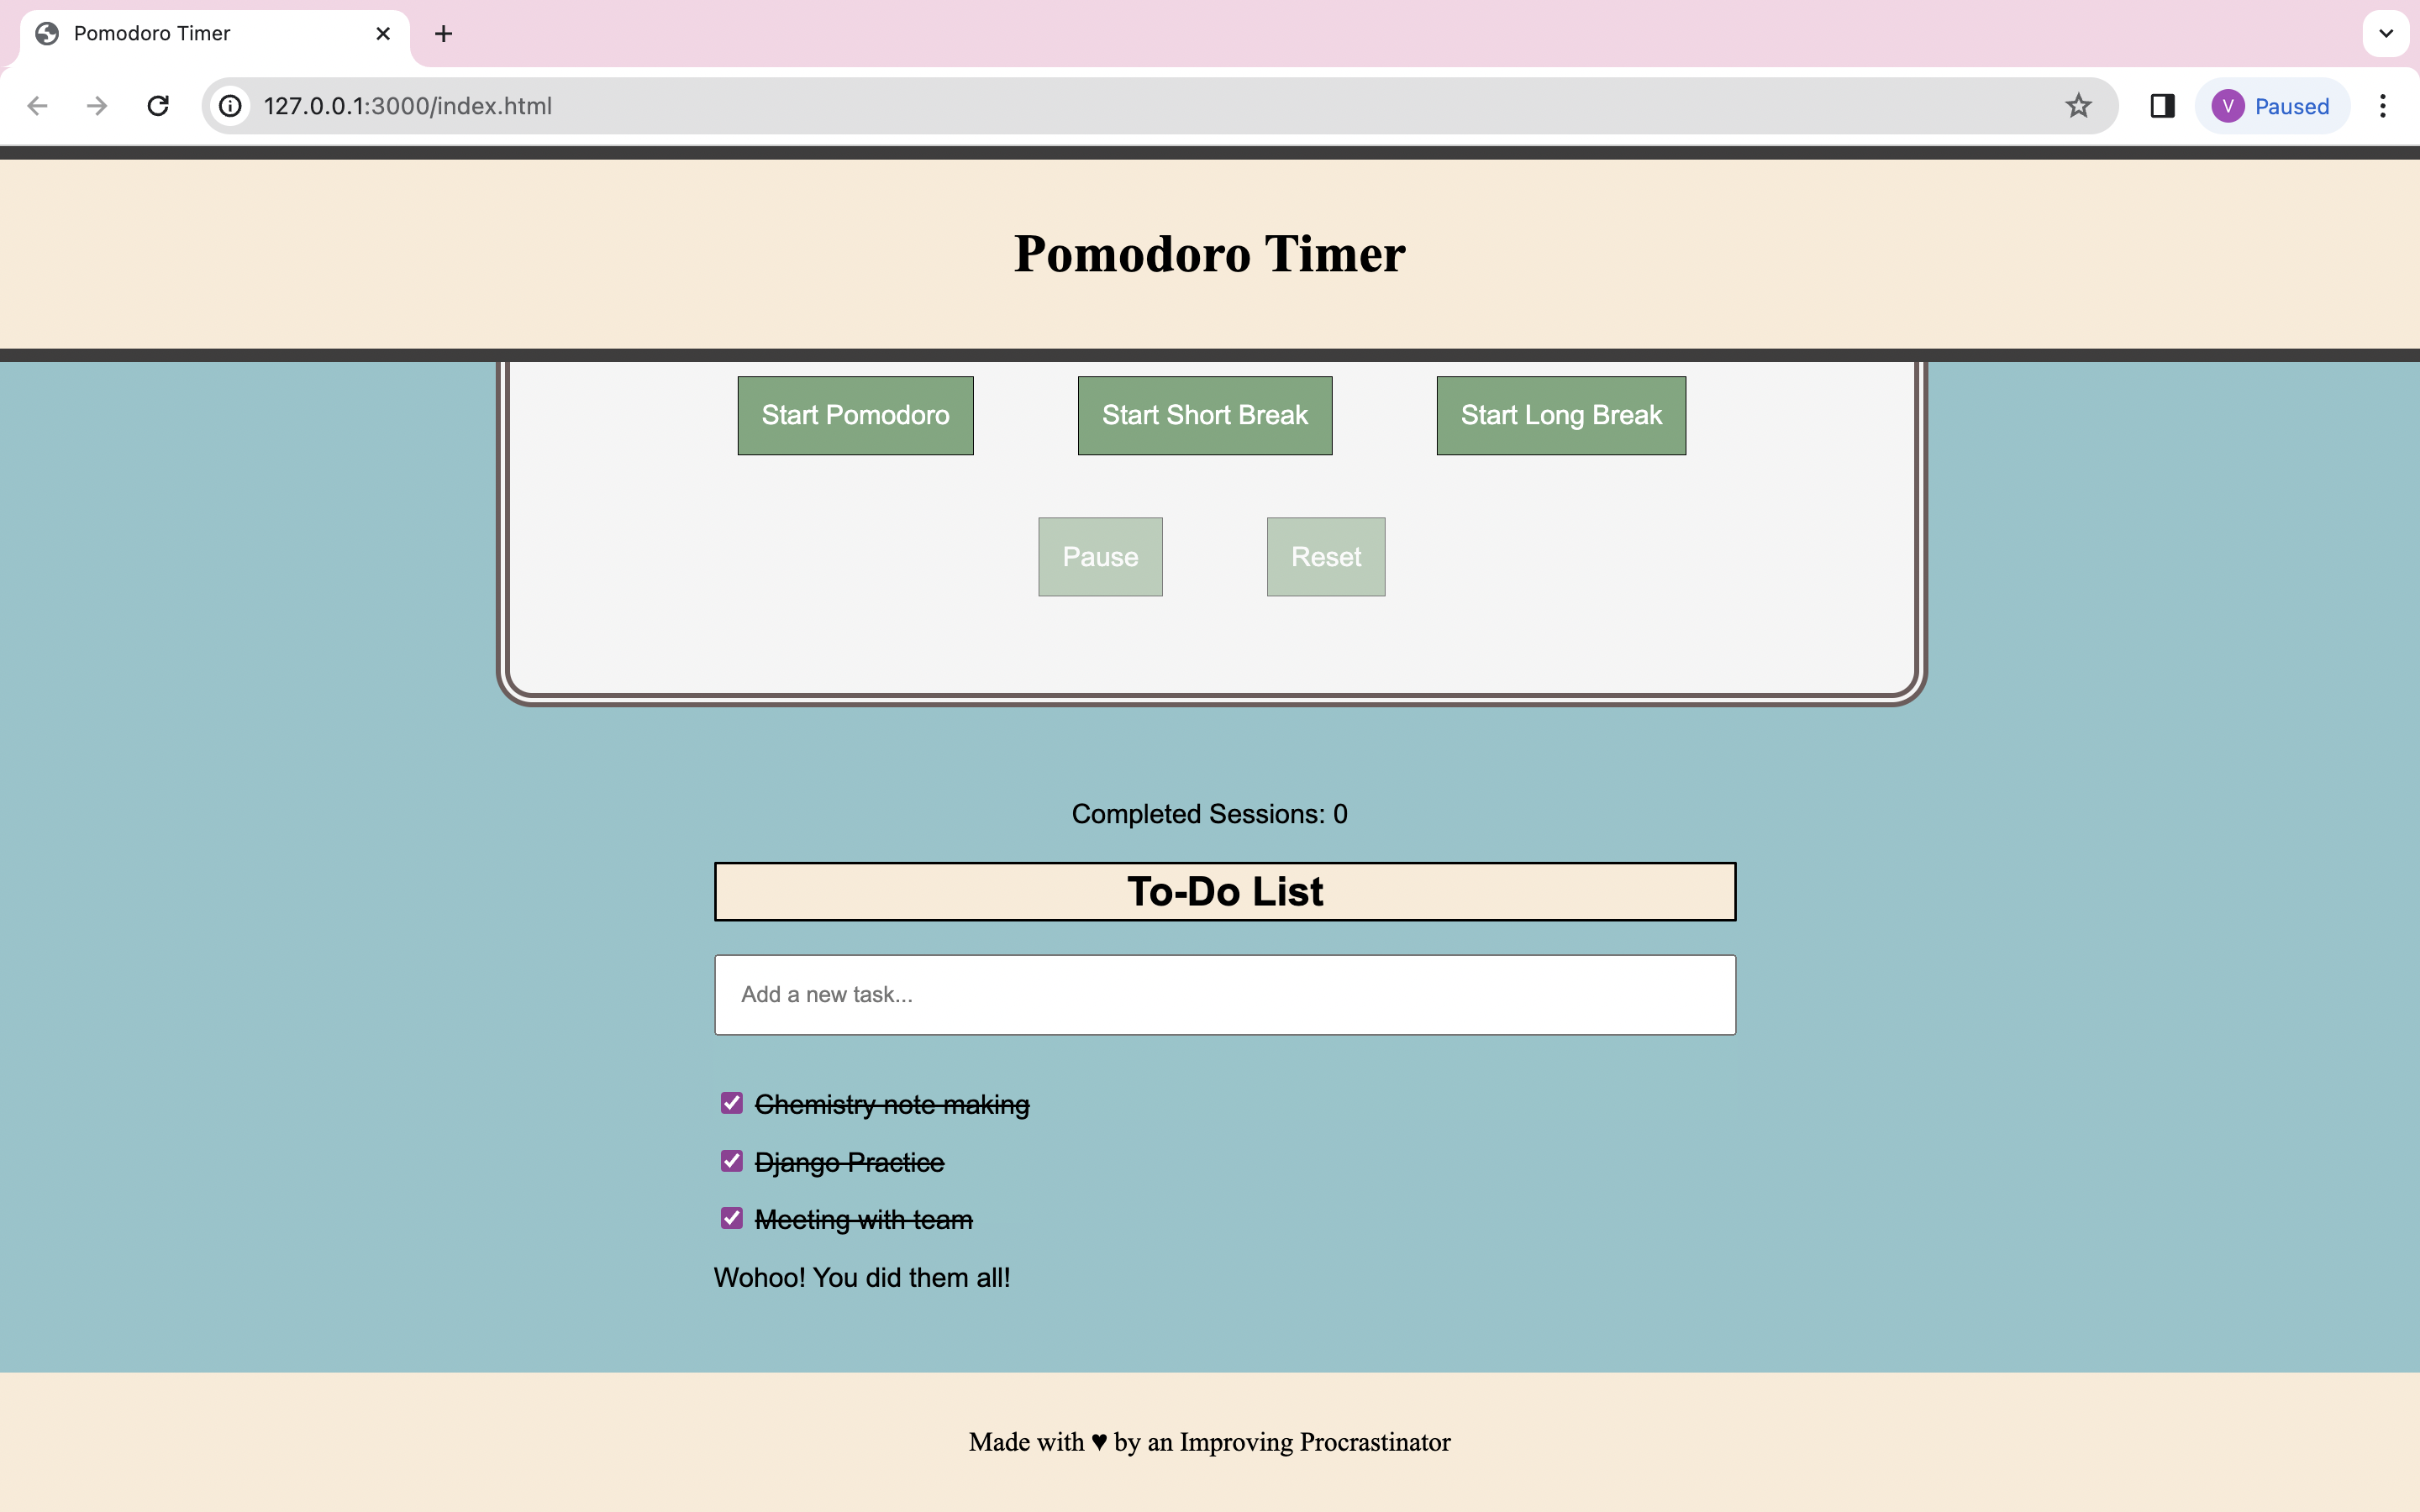 Pomodoro Timer
127.0.0.1:3000/index.html
V Paused
Pomodoro Timer
Start Pomodoro Start Short Break Start Long Break
Pause Reset
Completed Sessions: 0
To-Do List
Add a new task...
Chemistry note making
Django Practice
Meeting with team
Wohoo! You did them all!
Made with ♥ by an Improving Procrastinator